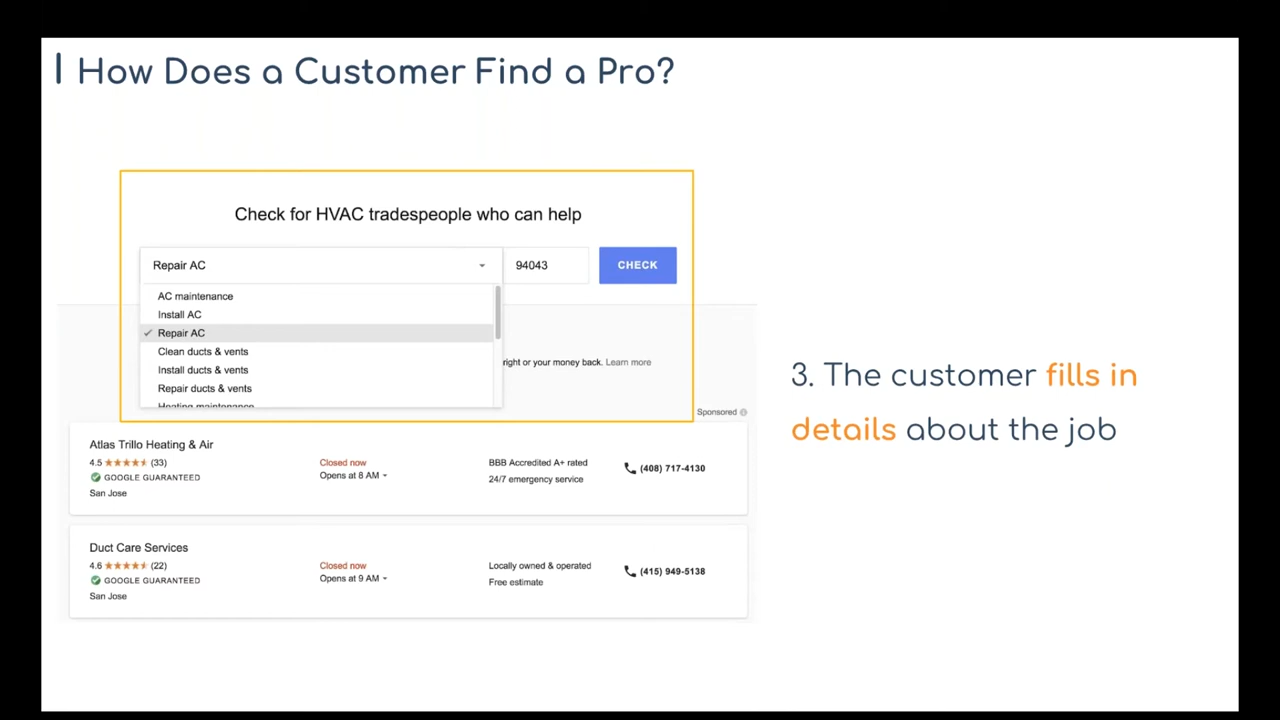 How Does a Customer Find a Pro?
Check for HVAC tradespeople who can help
Repair AC
94043
CHECK
AC maintenance
Install AC
Repair AC
Clean ducts & vents
Install ducts & vents
Repair ducts & vents
Heating maintenance
right or your money back. Learn more
Sponsored
Atlas Trillo Heating & Air
4.5 (33)
GOOGLE GUARANTEED
San Jose
Closed now
Opens at 8 AM
BBB Accredited A+ rated
24/7 emergency service
(408) 717-4130
Duct Care Services
4.6 (22)
GOOGLE GUARANTEED
San Jose
Closed now
Opens at 9 AM
Locally owned & operated
Free estimate
(415) 949-5138
3. The customer fills in
details about the job